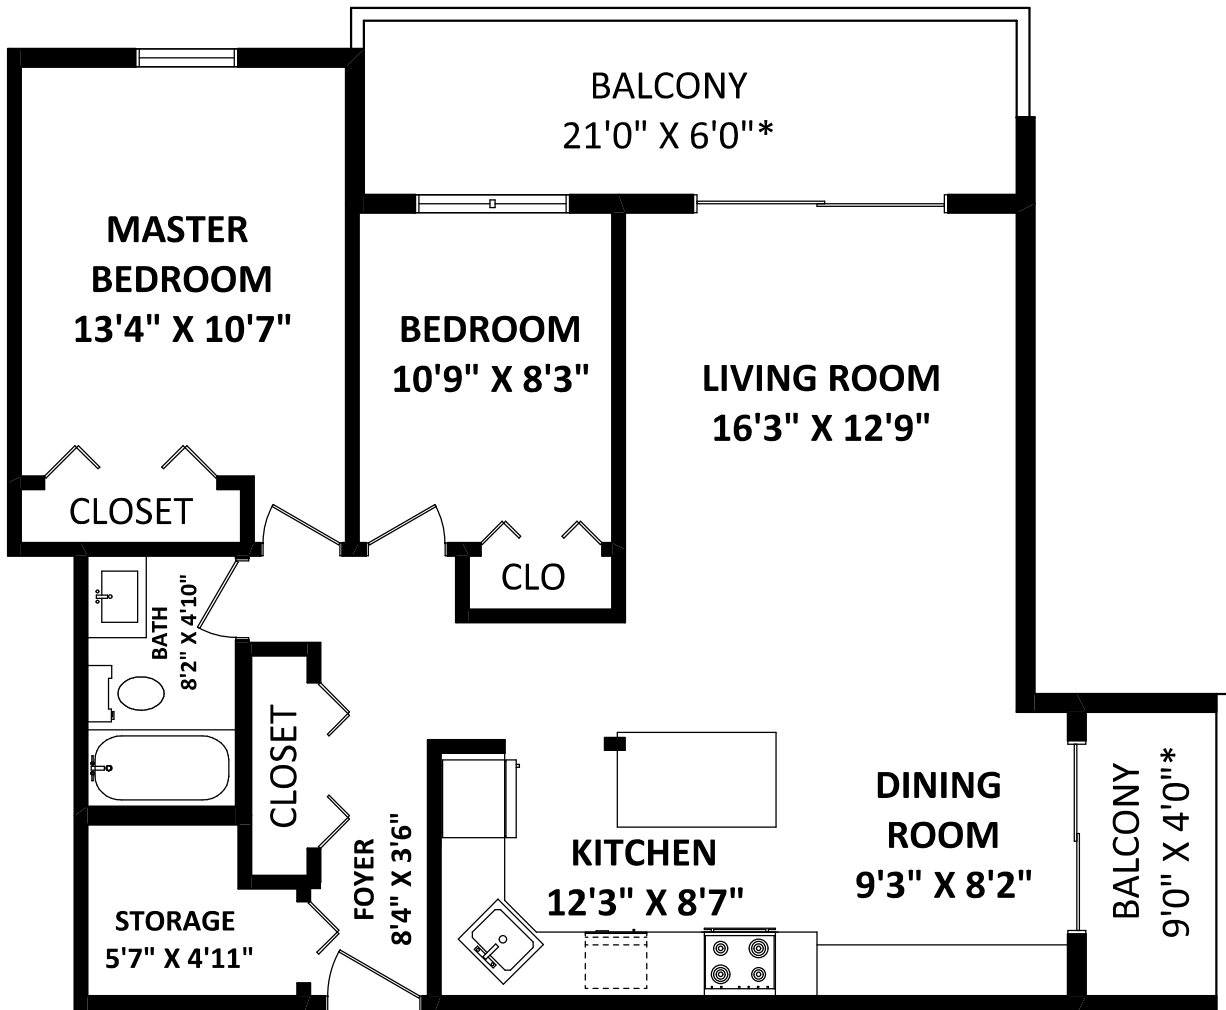 BALCONY
21'0" X 6'0"*
MASTER
BEDROOM
13'4" X 10'7"
BEDROOM
10'9" X 8'3"
LIVING ROOM
16'3" X 12'9"
CLOSET
CLO
BATH
8'2" X 4'10"
CLOSET
FOYER
8'4" X 3'6"
KITCHEN
12'3" X 8'7"
DINING
ROOM
9'3" X 8'2"
BALCONY
9'0" X 4'0"*
STORAGE
5'7" X 4'11"